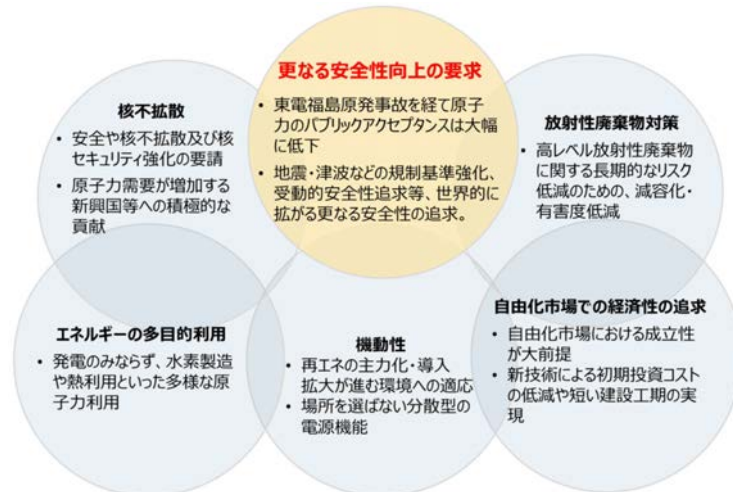 更なる安全性向上の要求
• 東電福島原発事故を経て原子
力のパブリックアクセプタンスは大幅
に低下
• 地震・津波などの規制基準強化、
受動的安全性追求等、世界的に
拡がる更なる安全性の追求。
核不拡散
• 安全や核不拡散及び核
セキュリティ強化の要請
• 原子力需要が増加する
新興国等への積極的な
貢献
放射性廃棄物対策
• 高レベル放射性廃棄物
に関する長期的なリスク
低減のための、減容化・
有害度低減
エネルギーの多目的利用
• 発電のみならず、水素製造
や熱利用といった多様な原
子力利用
機動性
• 再エネの主力化・導入
拡大が進む環境への適応
• 場所を選ばない分散型の
電源機能
自由化市場での経済性の追求
• 自由化市場における成立性
が大前提
• 新技術による初期投資コスト
の低減や短い建設工期の実
現